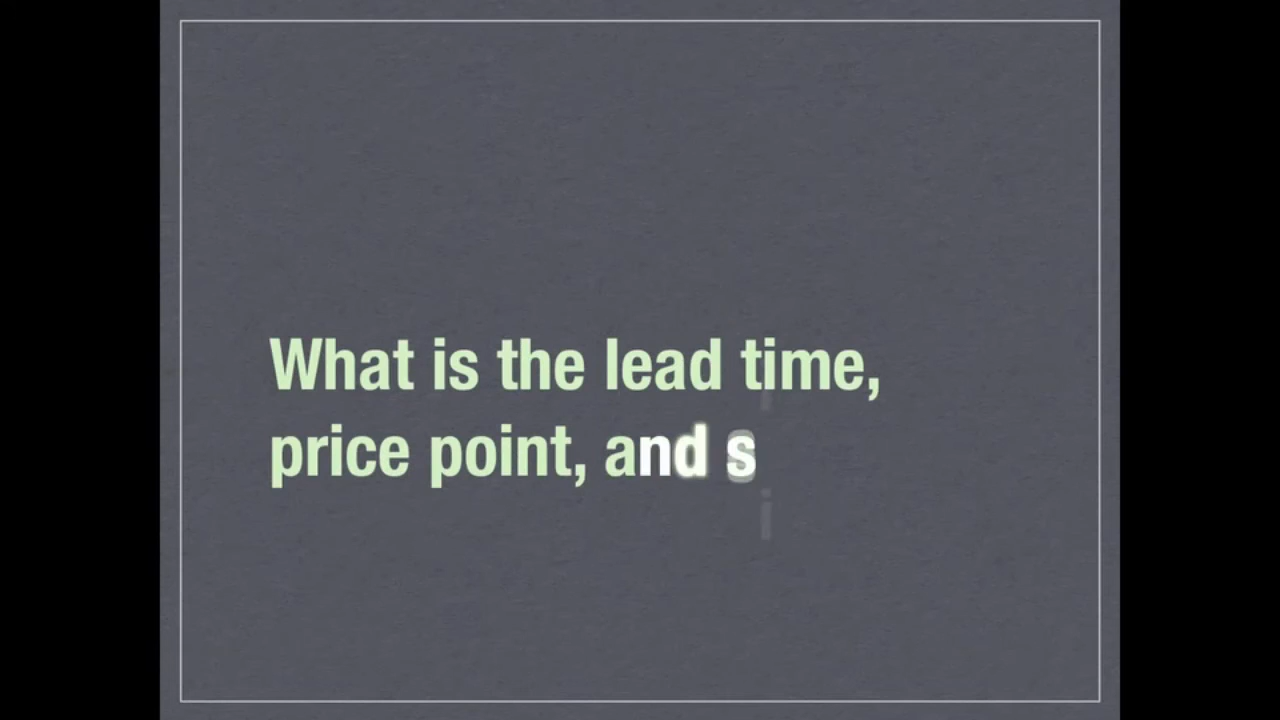 What is the lead time,
price point, and s